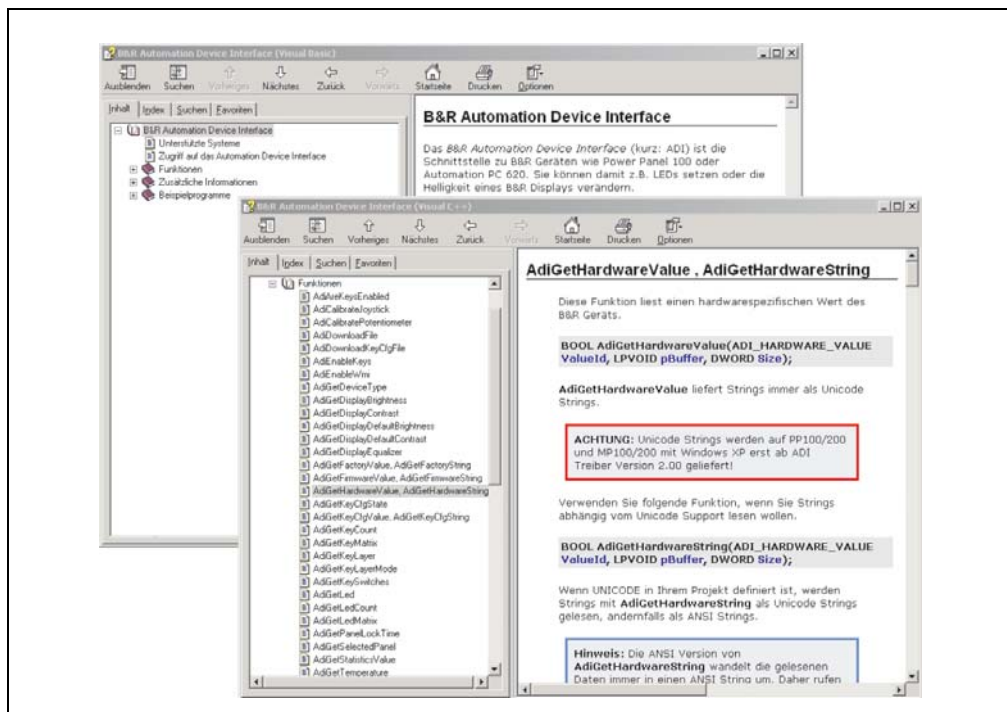 B&R Automation Device Interface (Visual Basic)
Ausblenden Suchen Vorheriges Nächstes Zurück Vorwärts Startseite Drucken Optionen
Inhalt Index Suchen Favoriten
B&R Automation Device Interface
Unterstützte Systeme
Zugriff auf das Automation Device Interface
Funktionen
Zusätzliche Informationen
Beispielprogramme
B&R Automation Device Interface
Das B&R Automation Device Interface (kurz: ADI) ist die
Schnittstelle zu B&R Geräten wie Power Panel 100 oder
Automation PC 620. Sie können damit z.B. LEDs setzen oder die
Helligkeit eines B&R Displays verändern.
B&R Automation Device Interface (Visual C++)
Ausblenden Suchen Vorheriges Nächstes Zurück Vorwärts Startseite Drucken Optionen
Inhalt Index Suchen Favoriten
Funktionen
AdiAreKeysEnabled
AdiCalibrateJoystick
AdiCalibratePotentiometer
AdiDownloadFile
AdiDownloadKeyCfgFile
AdiEnableKeys
AdiEnableWmi
AdiGetDeviceType
AdiGetDisplayBrightness
AdiGetDisplayContrast
AdiGetDisplayDefaultBrightness
AdiGetDisplayDefaultContrast
AdiGetDisplayEqualizer
AdiGetFactoryValue, AdiGetFactoryString
AdiGetFirmwareValue, AdiGetFirmwareString
AdiGetHardwareValue, AdiGetHardwareString
AdiGetKeyCfgState
AdiGetKeyCfgValue, AdiGetKeyCfgString
AdiGetKeyCount
AdiGetKeyMatrix
AdiGetKeyLayer
AdiGetKeyLayerMode
AdiGetKeySwitches
AdiGetLed
AdiGetLedCount
AdiGetLedMatrix
AdiGetPanelLockTime
AdiGetSelectedPanel
AdiGetStatisticsValue
AdiGetTemperature
AdiGetHardwareValue , AdiGetHardwareString
Diese Funktion liest einen hardwarespezifischen Wert des
B&R Geräts.
BOOL AdiGetHardwareValue(ADI_HARDWARE_VALUE
ValueId, LPVOID pBuffer, DWORD Size);
AdiGetHardwareValue liefert Strings immer als Unicode
Strings.
ACHTUNG: Unicode Strings werden auf PP100/200
und MP100/200 mit Windows XP erst ab ADI
Treiber Version 2.00 geliefert!
Verwenden Sie folgende Funktion, wenn Sie Strings
abhängig vom Unicode Support lesen wollen.
BOOL AdiGetHardwareString(ADI_HARDWARE_VALUE
ValueId, LPVOID pBuffer, DWORD Size);
Wenn UNICODE in Ihrem Projekt definiert ist, werden
Strings mit AdiGetHardwareString als Unicode Strings
gelesen, andernfalls als ANSI Strings.
Hinweis: Die ANSI Version von
AdiGetHardwareString wandelt die gelesenen
Daten immer in einen ANSI String um. Daher rufen